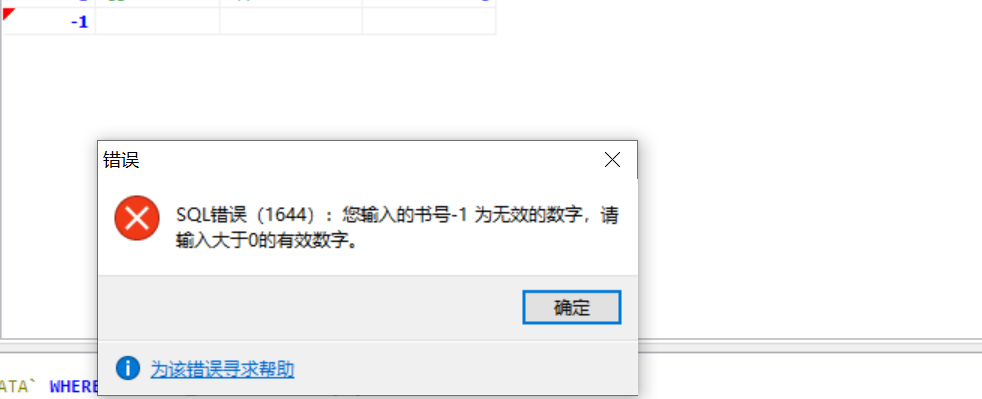 -1
错误
SQL错误（1644）：您输入的书号-1 为无效的数字，请
输入大于0的有效数字。
确定
为该错误寻求帮助
ATA` WHERE